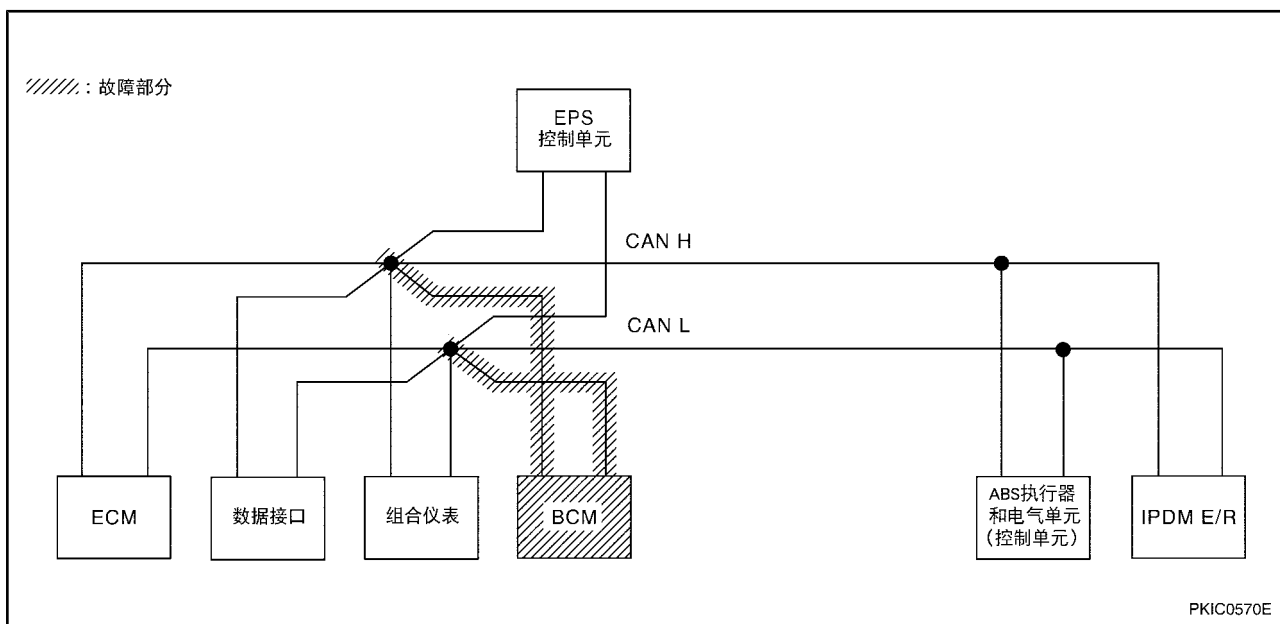 ：故障部分
EPS
控制单元
CAN H
CAN L
ECM
数据接口
组合仪表
BCM
ABS执行器
和电气单元
（控制单元）
IPDM E/R
PKIC0570E